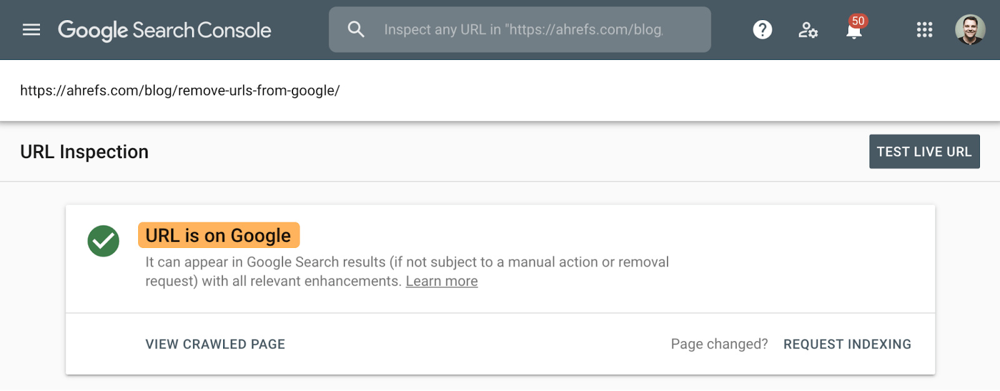 Google Search Console
Inspect any URL in "https://ahrefs.com/blog
50
https://ahrefs.com/blog/remove-urls-from-google/
URL Inspection
TEST LIVE URL
URL is on Google
It can appear in Google Search results (if not subject to a manual action or removal
request) with all relevant enhancements. Learn more
VIEW CRAWLED PAGE
Page changed? REQUEST INDEXING